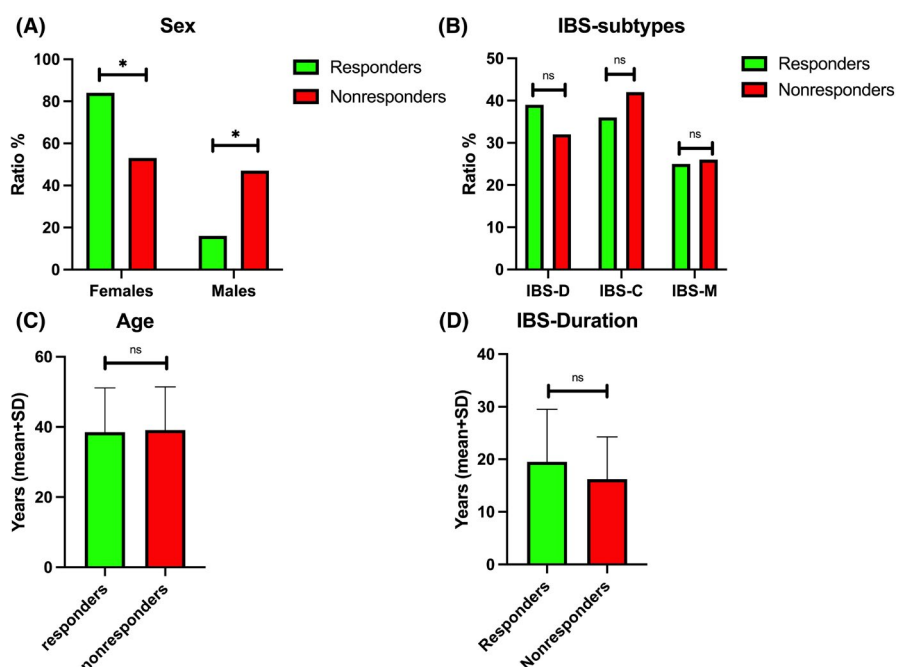 (A) Sex
*
*
Responders
Nonresponders
Ratio %
100
80
60
40
20
0
Females Males
(B) IBS-subtypes
ns
ns
ns
Responders
Nonresponders
Ratio %
50
40
30
20
10
0
IBS-D IBS-C IBS-M
(C) Age
ns
Years (mean+SD)
60
40
20
0
responders
nonresponders
(D) IBS-Duration
ns
Years (mean+SD)
40
30
20
10
0
Responders
Nonresponders